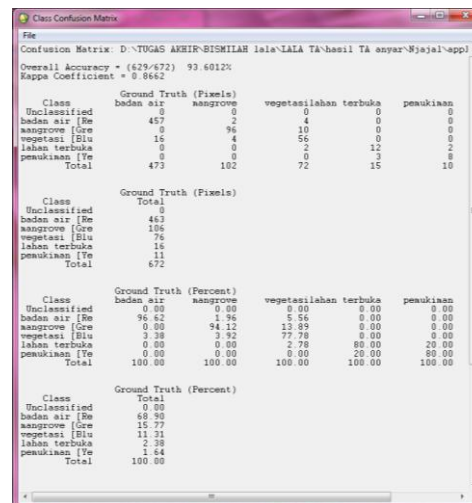 Class Confusion Matrix
File
Confusion Matrix: D:\TUGAS AKHIR\BISMILAH lala\LALA TA\hasil TA anyar\Njajal\appl
Overall Accuracy = (629/672) 93.6012%
Kappa Coefficient = 0.8662
Ground Truth (Pixels)
Class badan air mangrove vegetasilahan terbuka pemukiman
Unclassified 0 0 0 0 0
badan air [Re 457 2 4 0 0
mangrove [Gre 0 96 10 0 0
vegetasi [Blu 16 4 56 0 0
lahan terbuka 0 0 2 12 2
pemukiman [Ye 0 0 0 3 8
Total 473 102 72 15 10
Ground Truth (Pixels)
Class Total
Unclassified 0
badan air [Re 463
mangrove [Gre 106
vegetasi [Blu 76
lahan terbuka 16
pemukiman [Ye 11
Total 672
Ground Truth (Percent)
Class badan air mangrove vegetasilahan terbuka pemukiman
Unclassified 0.00 0.00 0.00 0.00 0.00
badan air [Re 96.62 1.96 5.56 0.00 0.00
mangrove [Gre 0.00 94.12 13.89 0.00 0.00
vegetasi [Blu 3.38 3.92 77.78 0.00 0.00
lahan terbuka 0.00 0.00 2.78 80.00 20.00
pemukiman [Ye 0.00 0.00 0.00 20.00 80.00
Total 100.00 100.00 100.00 100.00 100.00
Ground Truth (Percent)
Class Total
Unclassified 0.00
badan air [Re 68.90
mangrove [Gre 15.77
vegetasi [Blu 11.31
lahan terbuka 2.38
pemukiman [Ye 1.64
Total 100.00